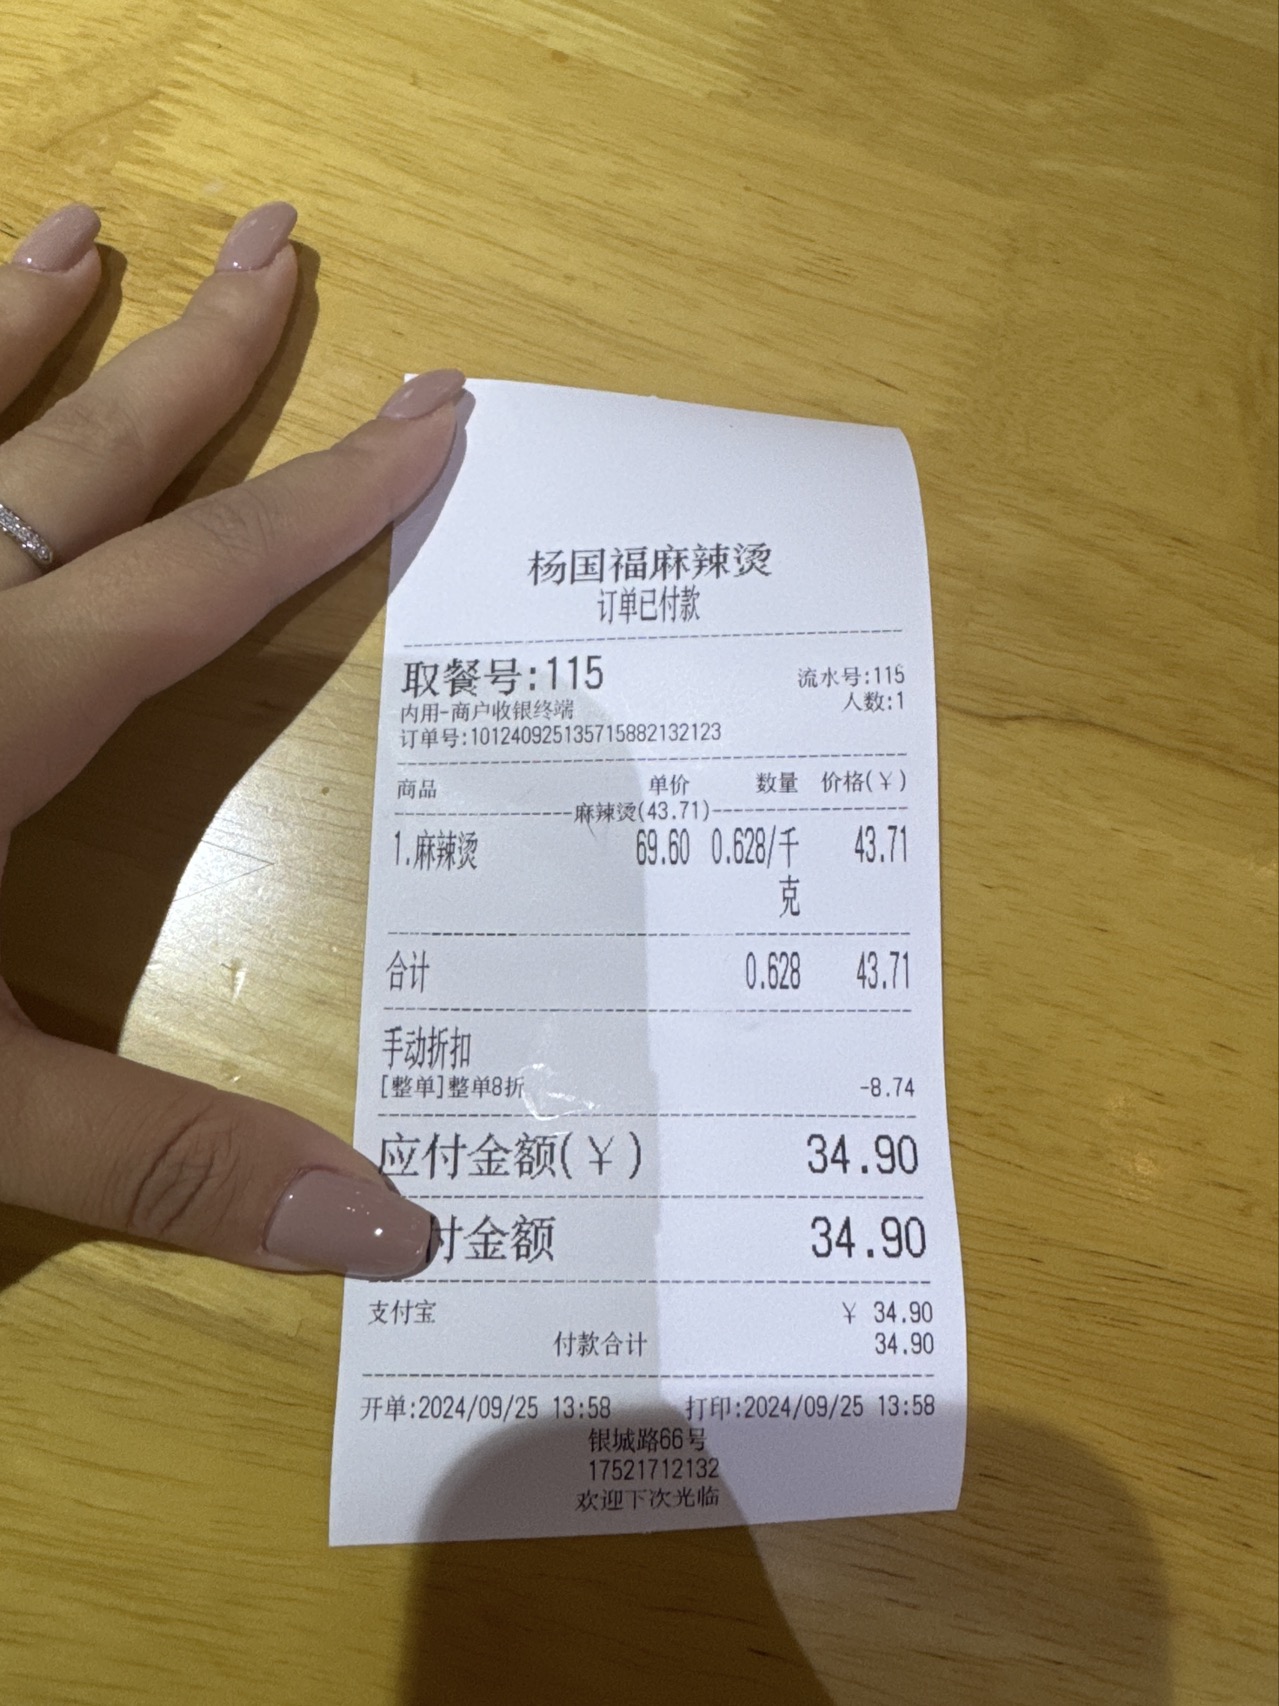 杨国福麻辣烫
订单已付款
取餐号:115 流水号:115
内用-商户收银终端 人数:1
订单号:101240925135715882132123
商品 单价 数量 价格(¥)
麻辣烫(43.71)
1.麻辣烫 69.60 0.628/千克 43.71
合计 0.628 43.71
手动折扣
[整单]整单8折 -8.74
应付金额(¥) 34.90
付金额 34.90
支付宝 ¥ 34.90
付款合计 34.90
开单:2024/09/25 13:58 打印:2024/09/25 13:58
银城路66号
17521712132
欢迎下次光临